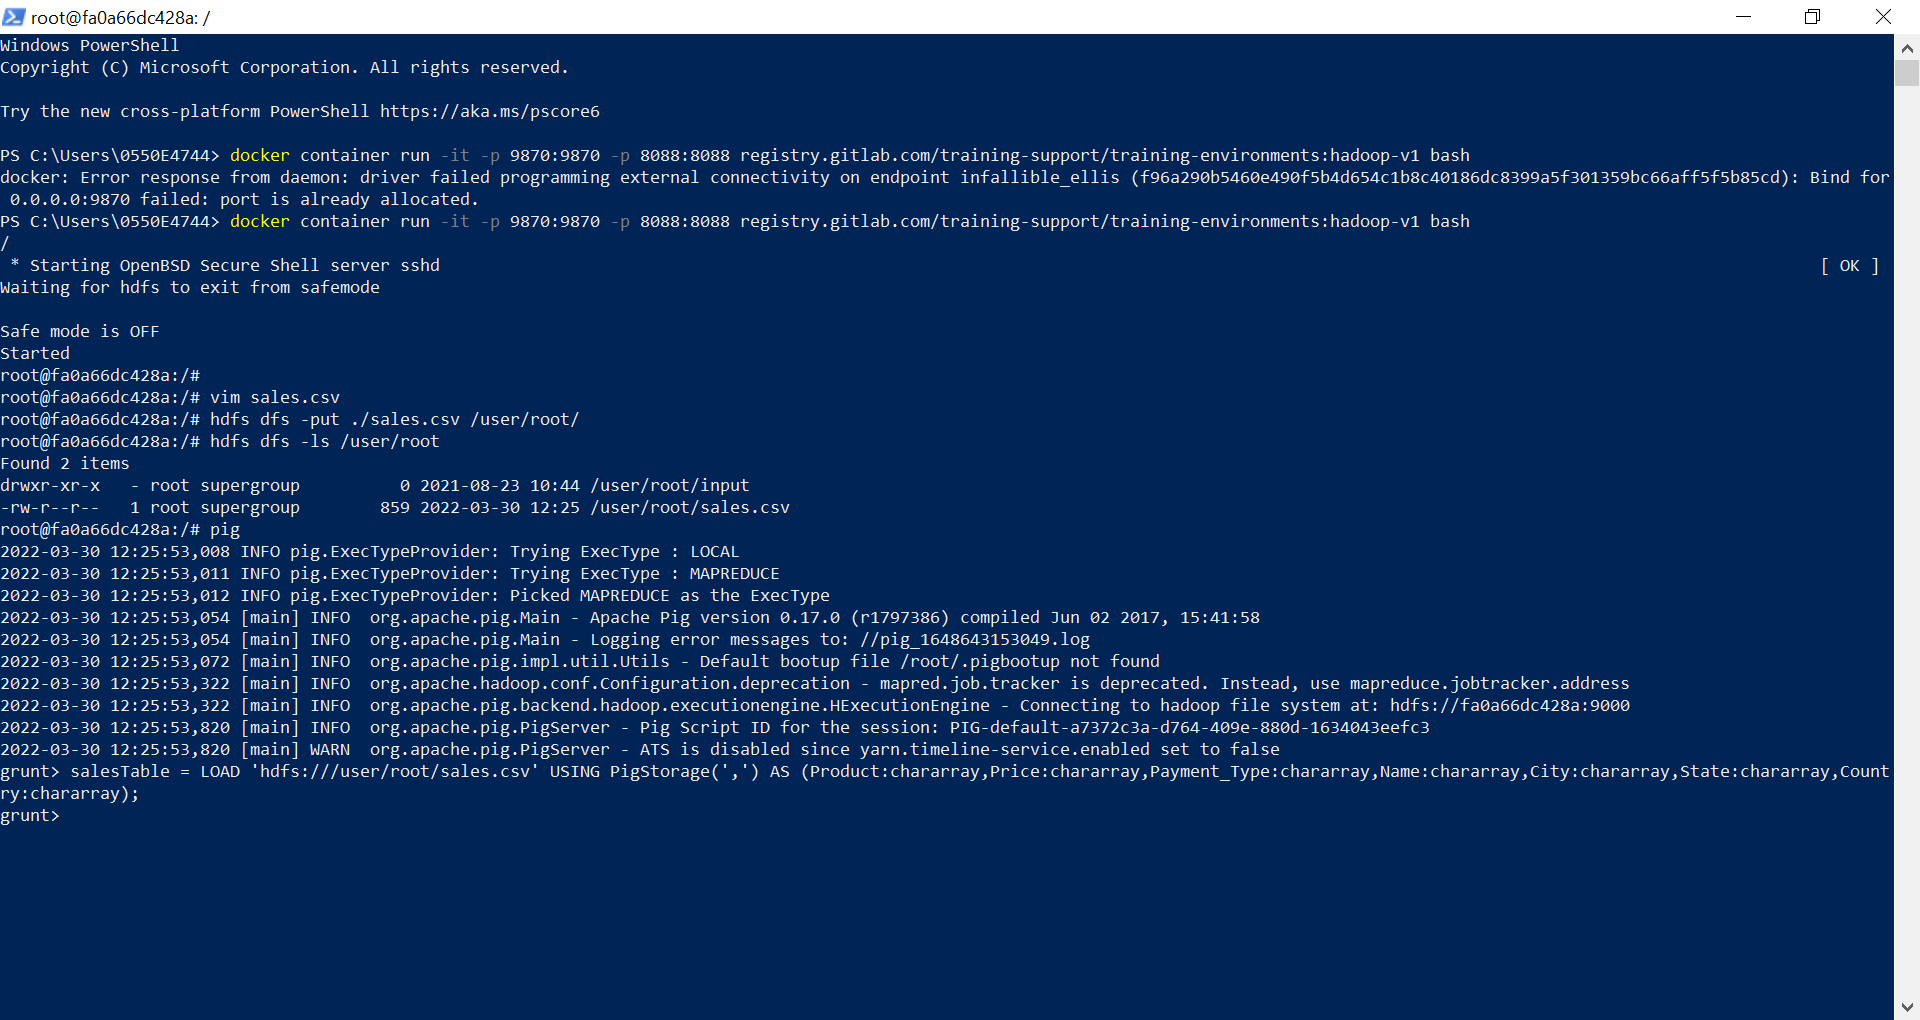 root@fa0a66dc428a: /
Windows PowerShell
Copyright (C) Microsoft Corporation. All rights reserved.
Try the new cross-platform PowerShell https://aka.ms/pscore6
PS C:\Users\0550E4744> docker container run -it -p 9870:9870 -p 8088:8088 registry.gitlab.com/training-support/training-environments:hadoop-v1 bash
docker: Error response from daemon: driver failed programming external connectivity on endpoint infallible_ellis (f96a290b5460e490f5b4d654c1b8c40186dc8399a5f301359bc66aff5f5b85cd): Bind for
0.0.0.0:9870 failed: port is already allocated.
PS C:\Users\0550E4744> docker container run -it -p 9870:9870 -p 8088:8088 registry.gitlab.com/training-support/training-environments:hadoop-v1 bash
/
* Starting OpenBSD Secure Shell server sshd [ OK ]
Waiting for hdfs to exit from safemode
Safe mode is OFF
Started
root@fa0a66dc428a:/#
root@fa0a66dc428a:/# vim sales.csv
root@fa0a66dc428a:/# hdfs dfs -put ./sales.csv /user/root/
root@fa0a66dc428a:/# hdfs dfs -ls /user/root
Found 2 items
drwxr-xr-x   - root supergroup          0 2021-08-23 10:44 /user/root/input
-rw-r--r--   1 root supergroup        859 2022-03-30 12:25 /user/root/sales.csv
root@fa0a66dc428a:/# pig
2022-03-30 12:25:53,008 INFO pig.ExecTypeProvider: Trying ExecType : LOCAL
2022-03-30 12:25:53,011 INFO pig.ExecTypeProvider: Trying ExecType : MAPREDUCE
2022-03-30 12:25:53,012 INFO pig.ExecTypeProvider: Picked MAPREDUCE as the ExecType
2022-03-30 12:25:53,054 [main] INFO  org.apache.pig.Main - Apache Pig version 0.17.0 (r1797386) compiled Jun 02 2017, 15:41:58
2022-03-30 12:25:53,054 [main] INFO  org.apache.pig.Main - Logging error messages to: //pig_1648643153049.log
2022-03-30 12:25:53,072 [main] INFO  org.apache.pig.impl.util.Utils - Default bootup file /root/.pigbootup not found
2022-03-30 12:25:53,322 [main] INFO  org.apache.hadoop.conf.Configuration.deprecation - mapred.job.tracker is deprecated. Instead, use mapreduce.jobtracker.address
2022-03-30 12:25:53,322 [main] INFO  org.apache.pig.backend.hadoop.executionengine.HExecutionEngine - Connecting to hadoop file system at: hdfs://fa0a66dc428a:9000
2022-03-30 12:25:53,820 [main] INFO  org.apache.pig.PigServer - Pig Script ID for the session: PIG-default-a7372c3a-d764-409e-880d-1634043eefc3
2022-03-30 12:25:53,820 [main] WARN  org.apache.pig.PigServer - ATS is disabled since yarn.timeline-service.enabled set to false
grunt> salesTable = LOAD 'hdfs:///user/root/sales.csv' USING PigStorage(',') AS (Product:chararray,Price:chararray,Payment_Type:chararray,Name:chararray,City:chararray,State:chararray,Count
ry:chararray);
grunt>